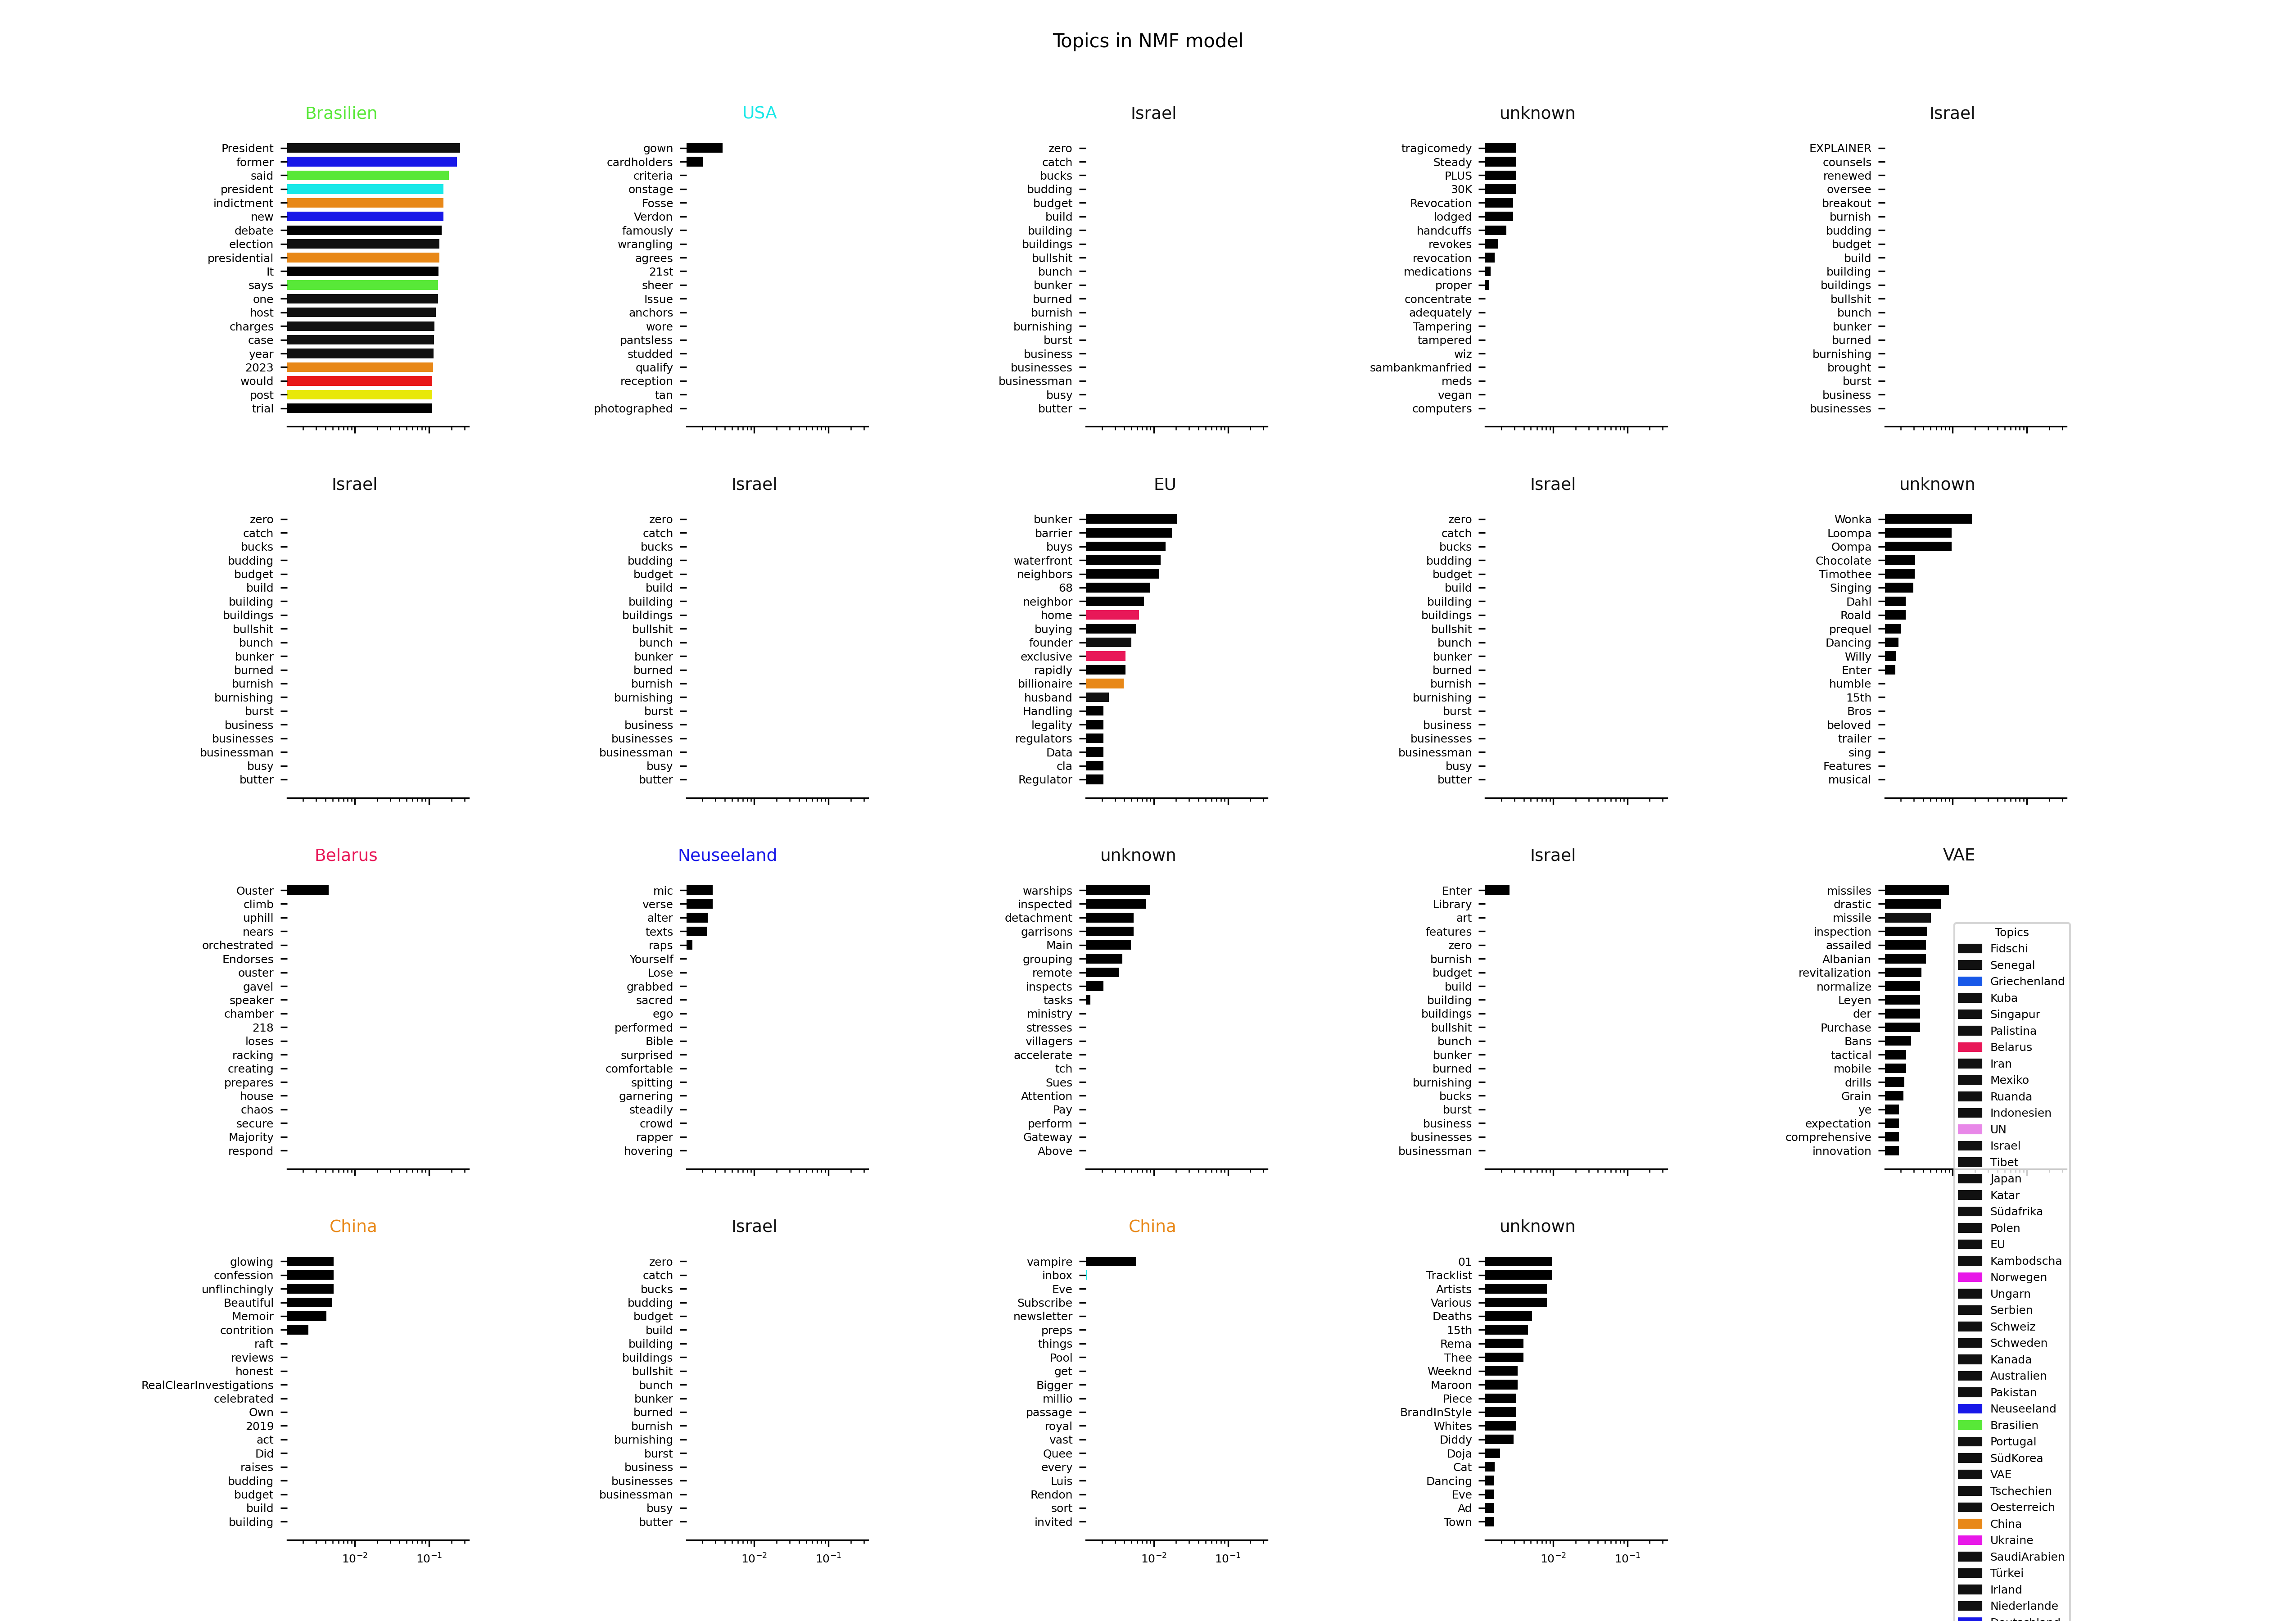 Topics in NMF model
Brasilien
President
former
said
president
indictment
new
debate
election
presidential
It
says
one
host
charges
case
year
2023
would
post
trial
USA
gown
cardholders
criteria
onstage
Fosse
Verdon
famously
wrangling
agrees
21st
sheer
Issue
anchors
wore
pantsless
studded
qualify
reception
tan
photographed
Israel
zero
catch
bucks
budding
budget
build
building
buildings
bullshit
bunch
bunker
burned
burnish
burnishing
burst
business
businesses
businessman
busy
butter
unknown
tragicomedy
Steady
PLUS
30K
Revocation
lodged
handcuffs
revokes
revocation
medications
proper
concentrate
adequately
Tampering
tampered
wiz
sambankmanfried
meds
vegan
computers
Israel
EXPLAINER
counsels
renewed
oversee
breakout
burnish
budding
budget
build
building
buildings
bullshit
bunch
bunker
burned
burnishing
brought
burst
business
businesses
Israel
zero
catch
bucks
budding
budget
build
building
buildings
bullshit
bunch
bunker
burned
burnish
burnishing
burst
business
businesses
businessman
busy
butter
Israel
zero
catch
bucks
budding
budget
build
building
buildings
bullshit
bunch
bunker
burned
burnish
burnishing
burst
business
businesses
businessman
busy
butter
EU
bunker
barrier
buys
waterfront
neighbors
68
neighbor
home
buying
founder
exclusive
rapidly
billionaire
husband
Handling
legality
regulators
Data
cla
Regulator
Israel
zero
catch
bucks
budding
budget
build
building
buildings
bullshit
bunch
bunker
burned
burnish
burnishing
burst
business
businesses
businessman
busy
butter
unknown
Wonka
Loompa
Oompa
Chocolate
Timothee
Singing
Dahl
Roald
prequel
Dancing
Willy
Enter
humble
15th
Bros
beloved
trailer
sing
Features
musical
Belarus
Ouster
climb
uphill
nears
orchestrated
Endorses
ouster
gavel
speaker
chamber
218
loses
racking
creating
prepares
house
chaos
secure
Majority
respond
Neuseeland
mic
verse
alter
texts
raps
Yourself
Lose
grabbed
sacred
ego
performed
Bible
surprised
comfortable
spitting
garnering
steadily
crowd
rapper
hovering
unknown
warships
inspected
detachment
garrisons
Main
grouping
remote
inspects
tasks
ministry
stresses
villagers
accelerate
tch
Sues
Attention
Pay
perform
Gateway
Above
Israel
Enter
Library
art
features
zero
burnish
budget
build
building
buildings
bullshit
bunch
bunker
burned
burnishing
bucks
burst
business
businesses
businessman
VAE
missiles
drastic
missile
inspection
assailed
Albanian
revitalization
normalize
Leyen
der
Purchase
Bans
tactical
mobile
drills
Grain
ye
expectation
comprehensive
innovation
China
glowing
confession
unflinchingly
Beautiful
Memoir
contrition
raft
reviews
honest
RealClearInvestigations
celebrated
Own
2019
act
Did
raises
budding
budget
build
building
10⁻² 10⁻¹
Israel
zero
catch
bucks
budding
budget
build
building
buildings
bullshit
bunch
bunker
burned
burnish
burnishing
burst
business
businesses
businessman
busy
butter
10⁻² 10⁻¹
China
vampire
inbox
Eve
Subscribe
newsletter
preps
things
Pool
get
Bigger
millio
passage
royal
vast
Quee
every
Luis
Rendon
sort
invited
10⁻² 10⁻¹
unknown
01
Tracklist
Artists
Various
Deaths
15th
Rema
Thee
Weeknd
Maroon
Piece
BrandInStyle
Whites
Diddy
Doja
Cat
Dancing
Eve
Ad
Town
10⁻² 10⁻¹
Topics
Fidschi
Senegal
Griechenland
Kuba
Singapur
Palistina
Belarus
Iran
Mexiko
Ruanda
Indonesien
UN
Israel
Tibet
Japan
Katar
Südafrika
Polen
EU
Kambodscha
Norwegen
Ungarn
Serbien
Schweiz
Schweden
Kanada
Australien
Pakistan
Neuseeland
Brasilien
Portugal
SüdKorea
VAE
Tschechien
Oesterreich
China
Ukraine
SaudiArabien
Türkei
Irland
Niederlande